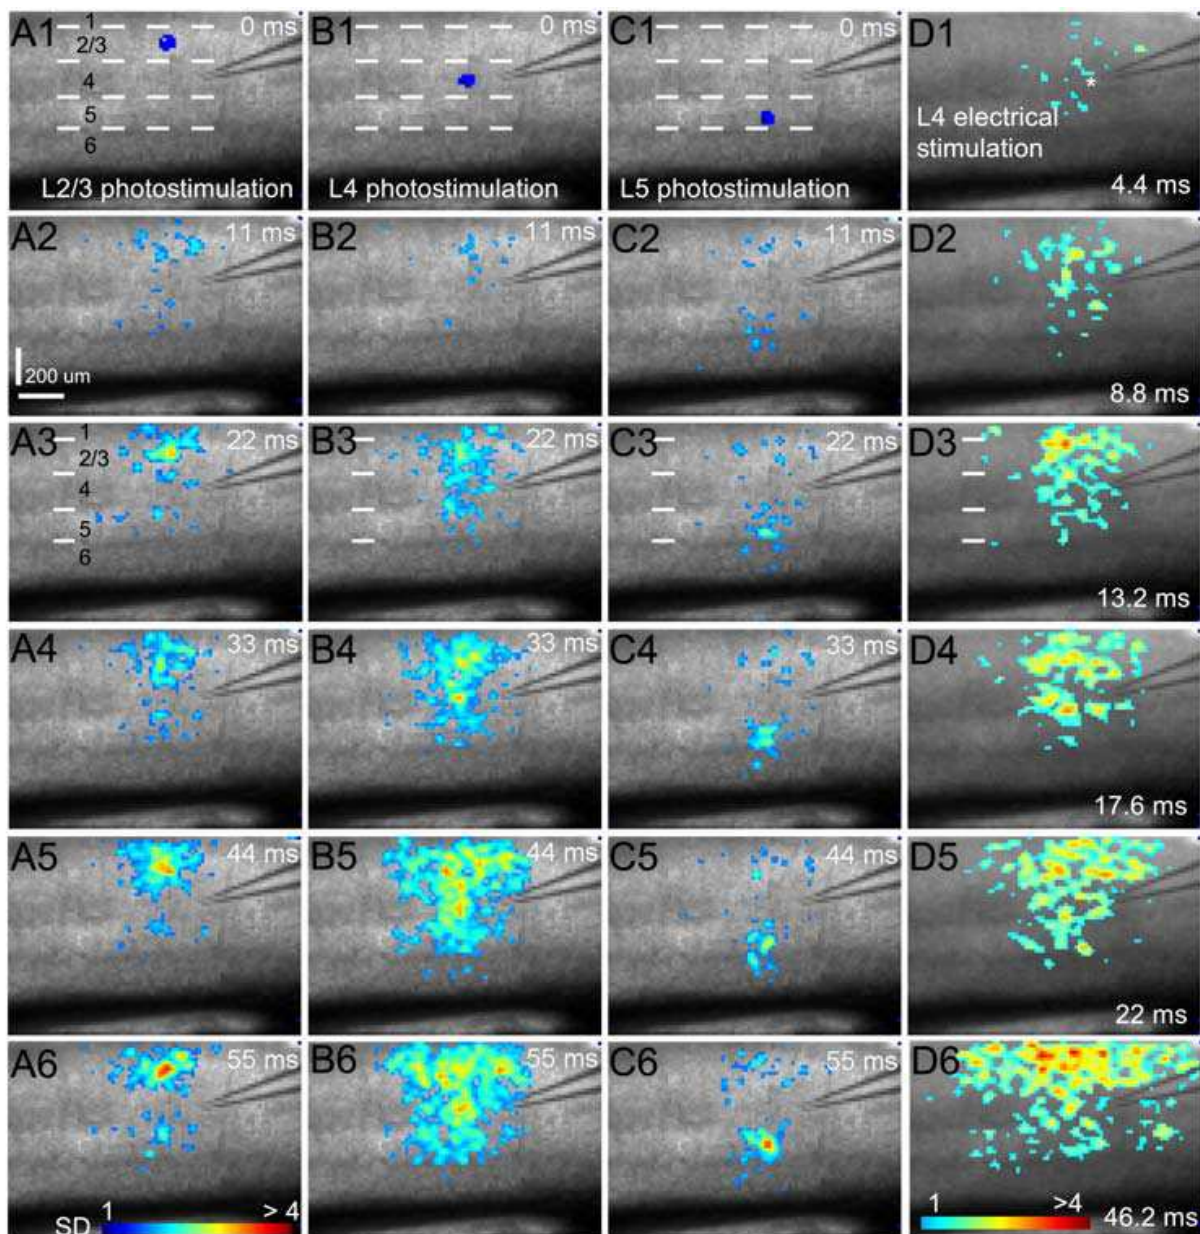 A1
1
2/3
4
5
6
0 ms
L2/3 photostimulation
B1
0 ms
L4 photostimulation
C1
0 ms
L5 photostimulation
D1
*
L4 electrical
stimulation
4.4 ms
A2
11 ms
200 um
B2
11 ms
C2
11 ms
D2
8.8 ms
A3
1
2/3
4
5
6
22 ms
B3
22 ms
C3
22 ms
D3
13.2 ms
A4
33 ms
B4
33 ms
C4
33 ms
D4
17.6 ms
A5
44 ms
B5
44 ms
C5
44 ms
D5
22 ms
A6
55 ms
SD
1
> 4
B6
55 ms
C6
55 ms
D6
1
>4
46.2 ms